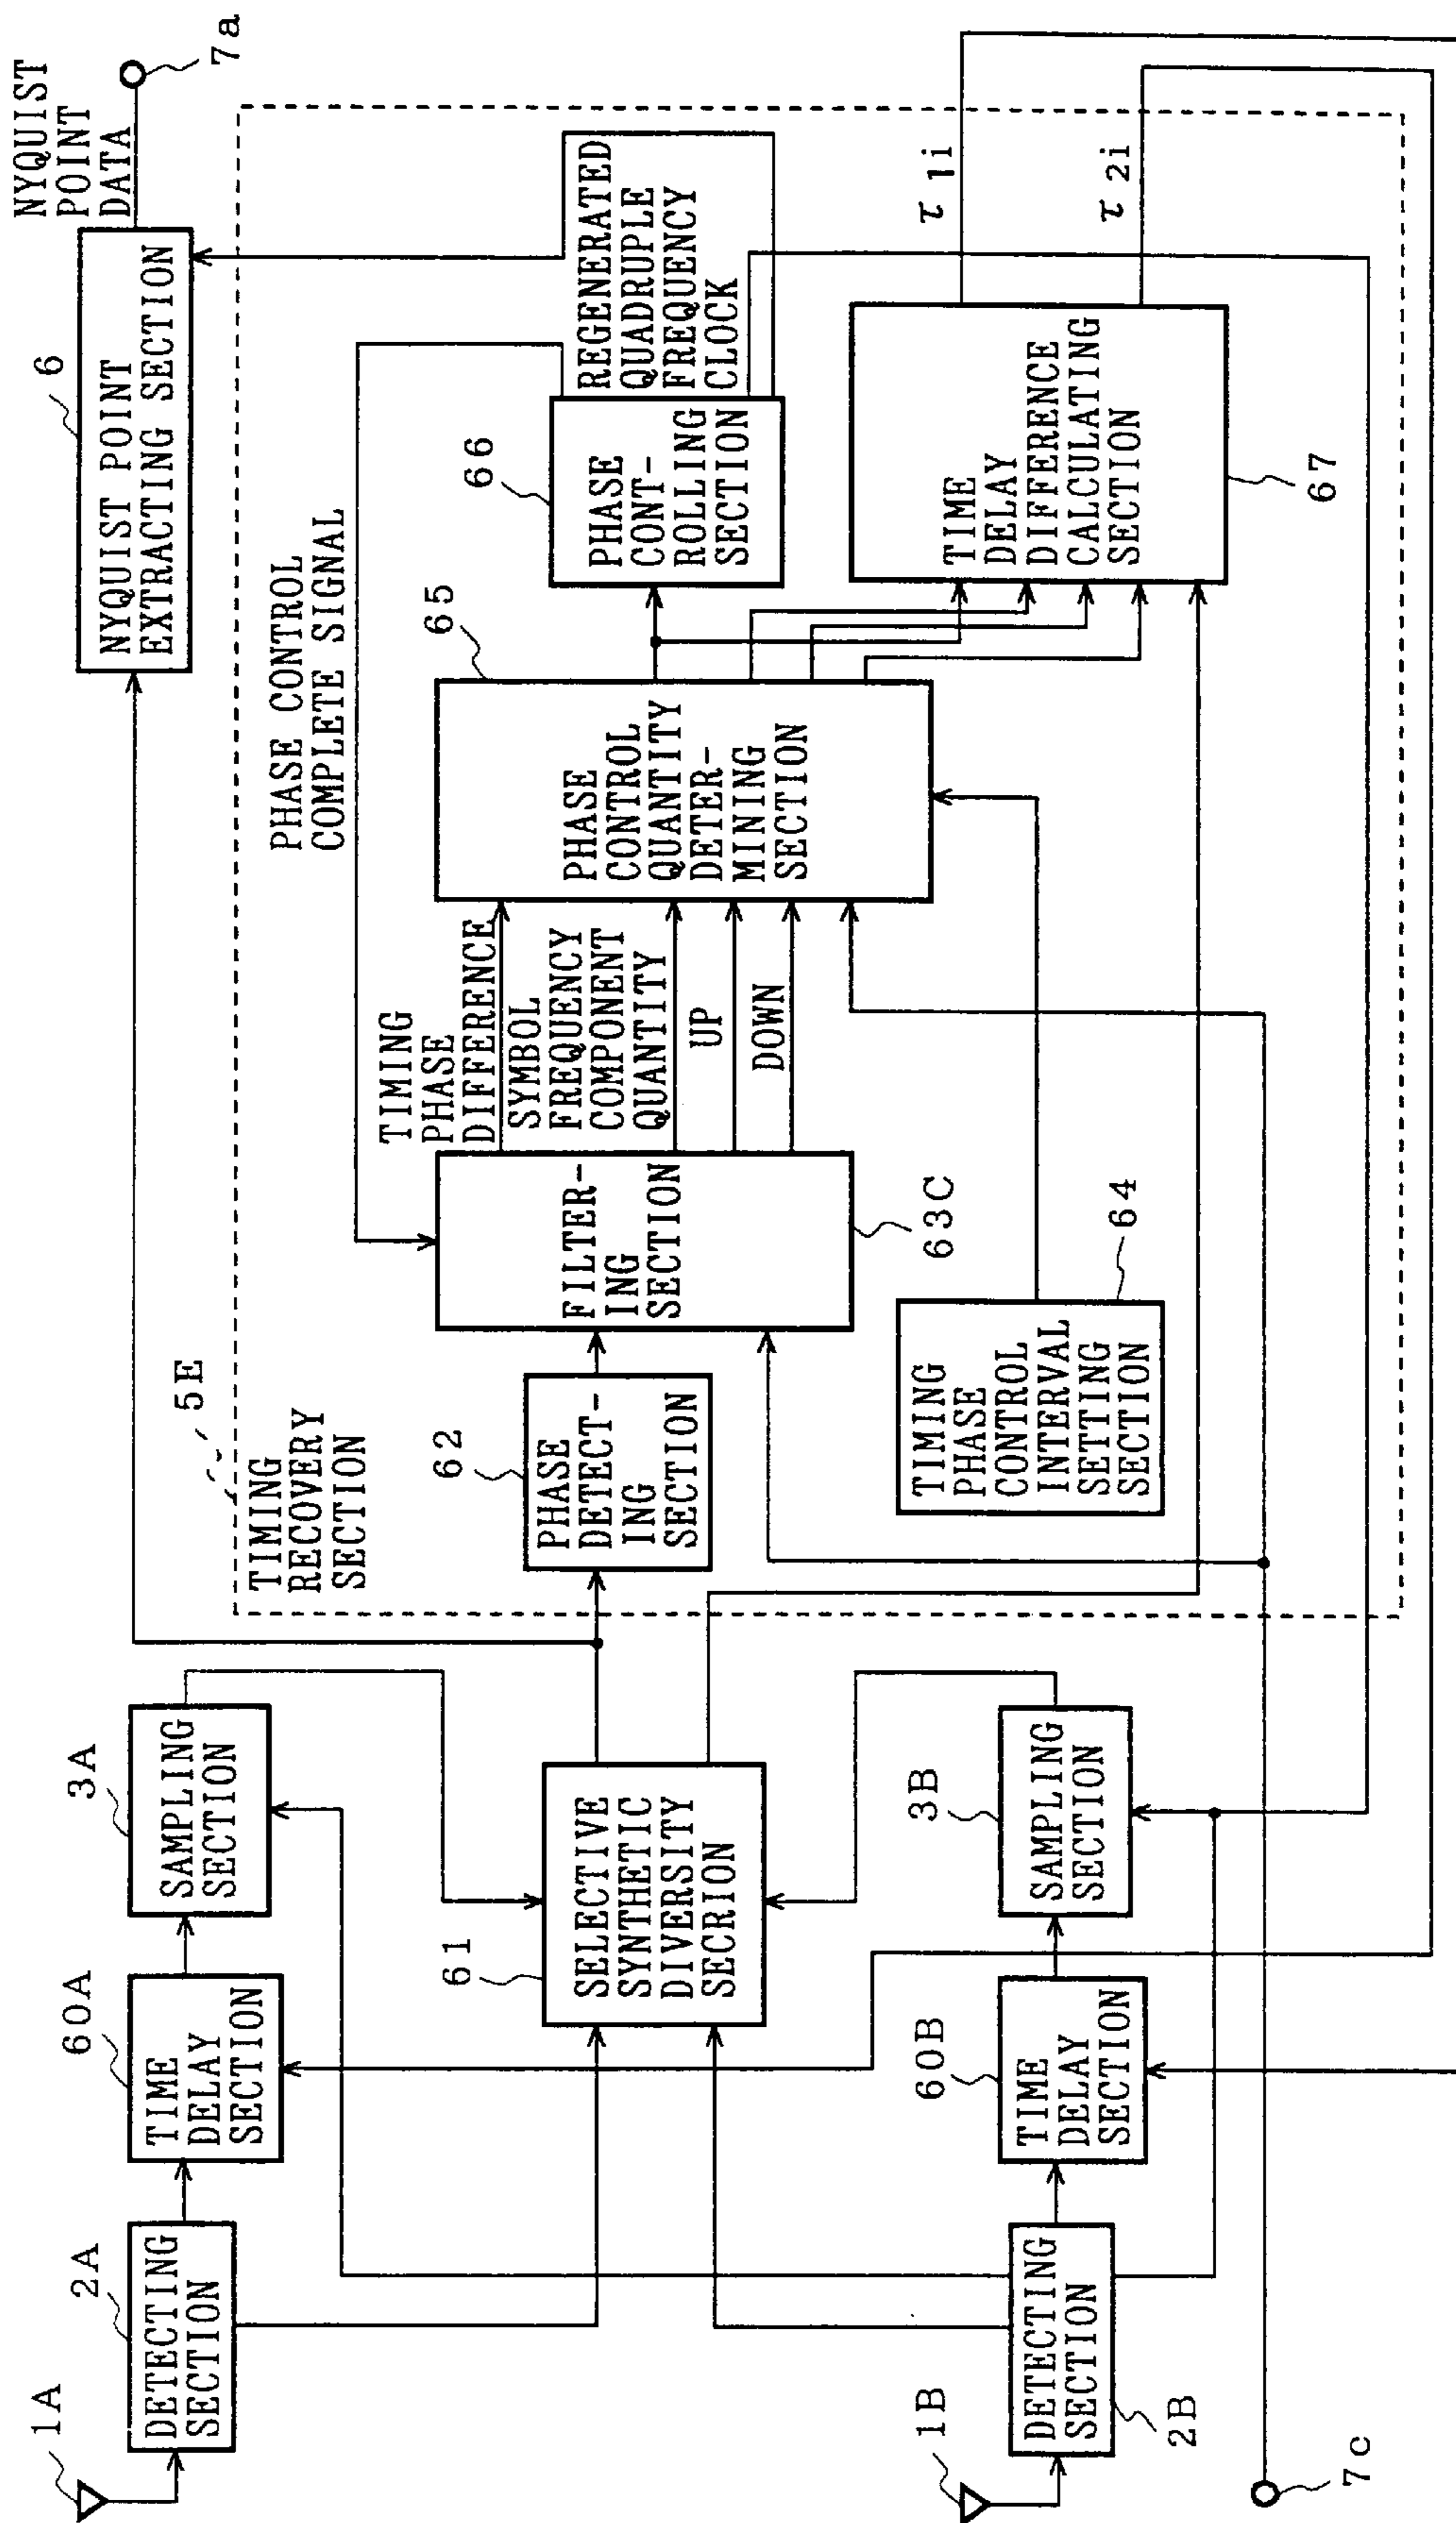 1A
2A
DETECTING
SECTION
60A
TIME
DELAY
SECTION
3A
SAMPLING
SECTION
6
NYQUIST POINT
EXTRACTING SECTION
NYQUIST
POINT
DATA
7a
5E
TIMING
RECOVERY
SECTION
PHASE CONTROL
COMPLETE SIGNAL
61
SELECTIVE
SYNTHETIC
DIVERSITY
SECRION
62
PHASE
DETECT-
ING
SECTION
FILTER-
ING
SECTION
63C
TIMING
PHASE
DIFFERENCE
SYMBOL
FREQUENCY
COMPONENT
QUANTITY
UP
DOWN
65
PHASE
CONTROL
QUANTITY
DETER-
MINING
SECTION
66
PHASE
CONT-
ROLLING
SECTION
REGENERATED
QUADRUPLE
FREQUENCY
CLOCK
TIMING
PHASE
CONTROL
INTERVAL
SETTING
SECTION
64
TIME
DELAY
DIFFERENCE
CALCULATING
SECTION
67
τ 1i
τ 2i
1B
DETECTING
SECTION
2B
60B
TIME
DELAY
SECTION
3B
SAMPLING
SECTION
7c